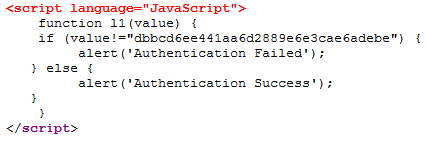 <script language="JavaScript">
function l1(value) {
if (value!="dbbcd6ee441aa6d2889e6e3cae6adebe") {
alert('Authentication Failed');
} else {
alert('Authentication Success');
}
}
</script>